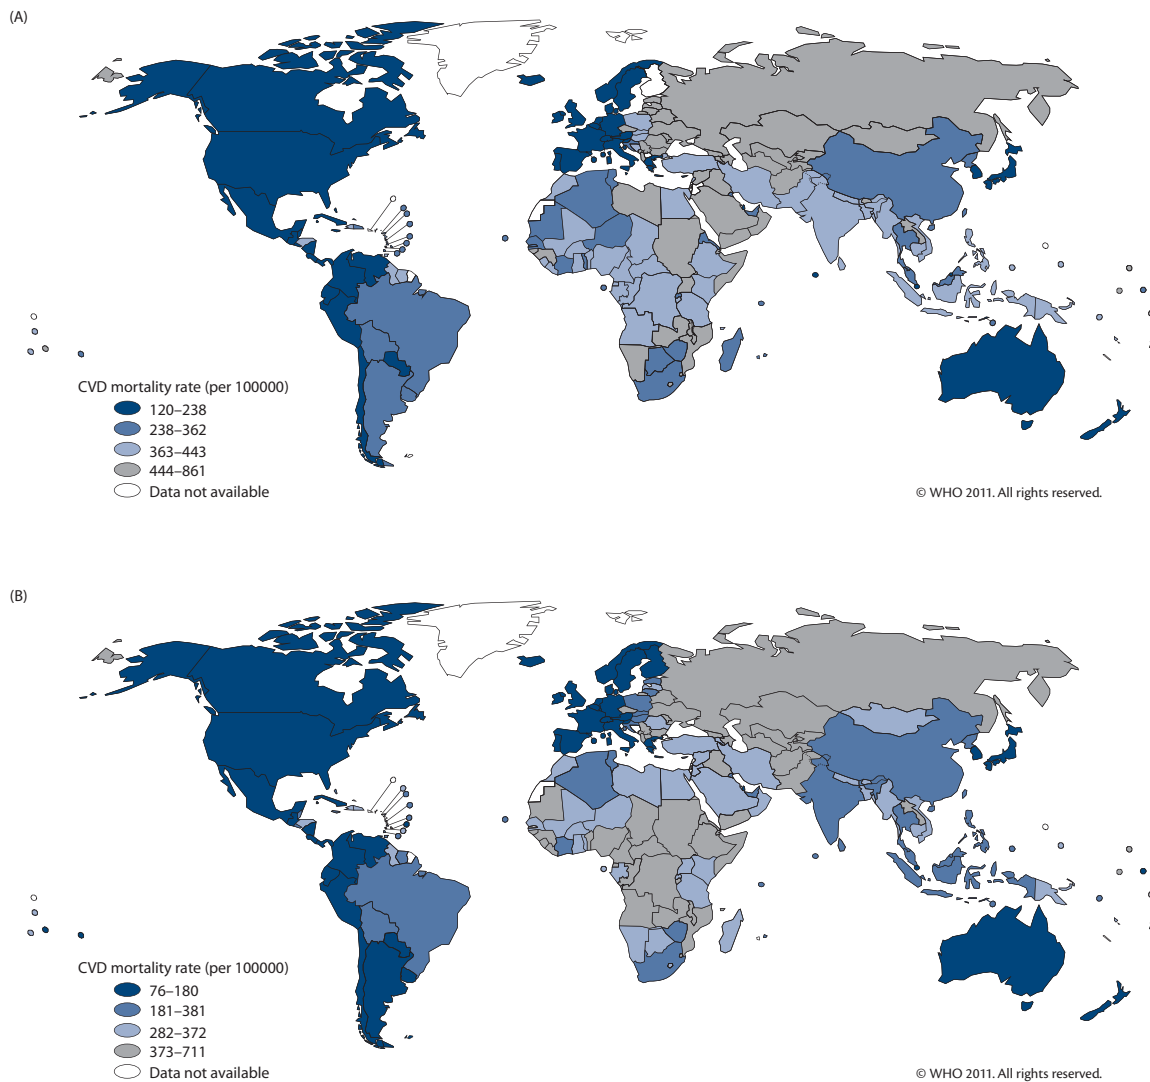 (A)
CVD mortality rate (per 100000)
120–238
238–362
363–443
444–861
Data not available
© WHO 2011. All rights reserved.
(B)
CVD mortality rate (per 100000)
76–180
181–381
282–372
373–711
Data not available
© WHO 2011. All rights reserved.